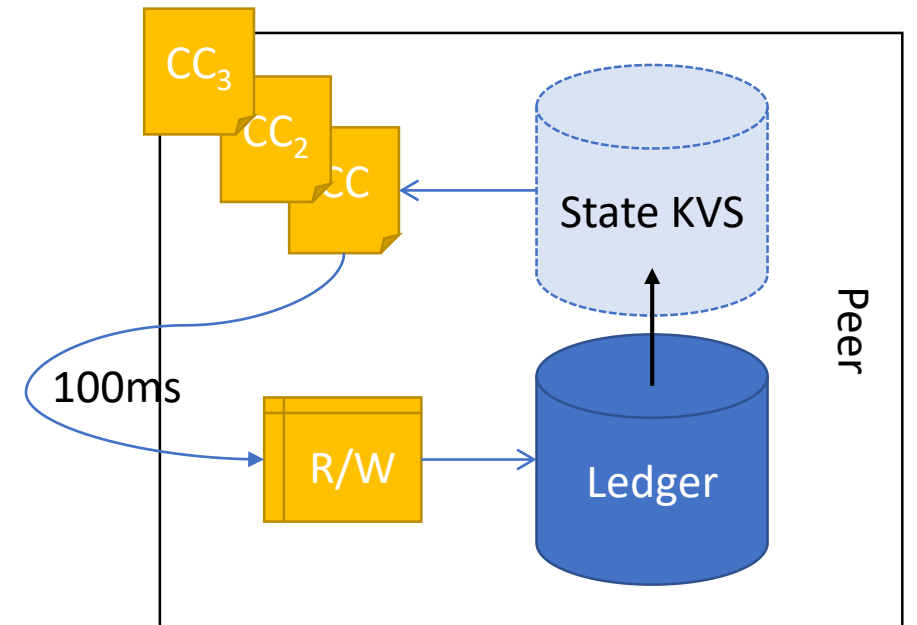 CC3
CC2
CC
State KVS
Peer
100ms
R/W
Ledger